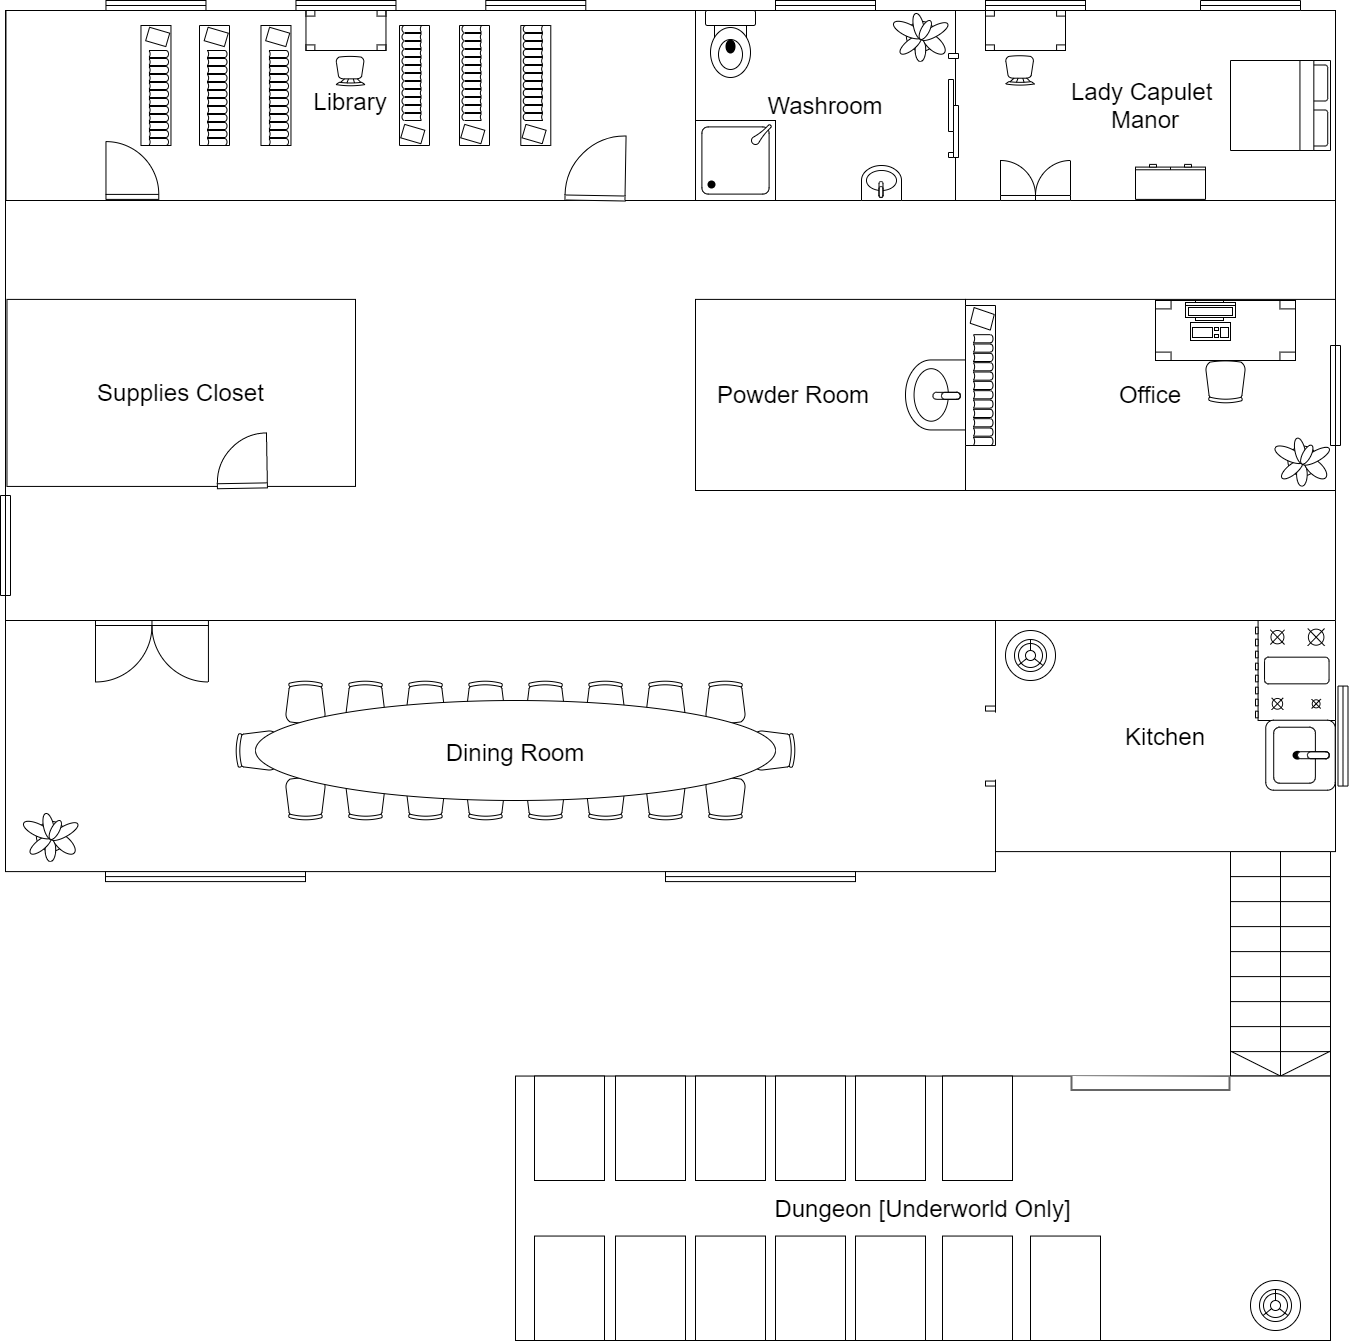 Library
Washroom
Lady Capulet
Manor
Supplies Closet
Powder Room
Office
Dining Room
Kitchen
Dungeon [Underworld Only]